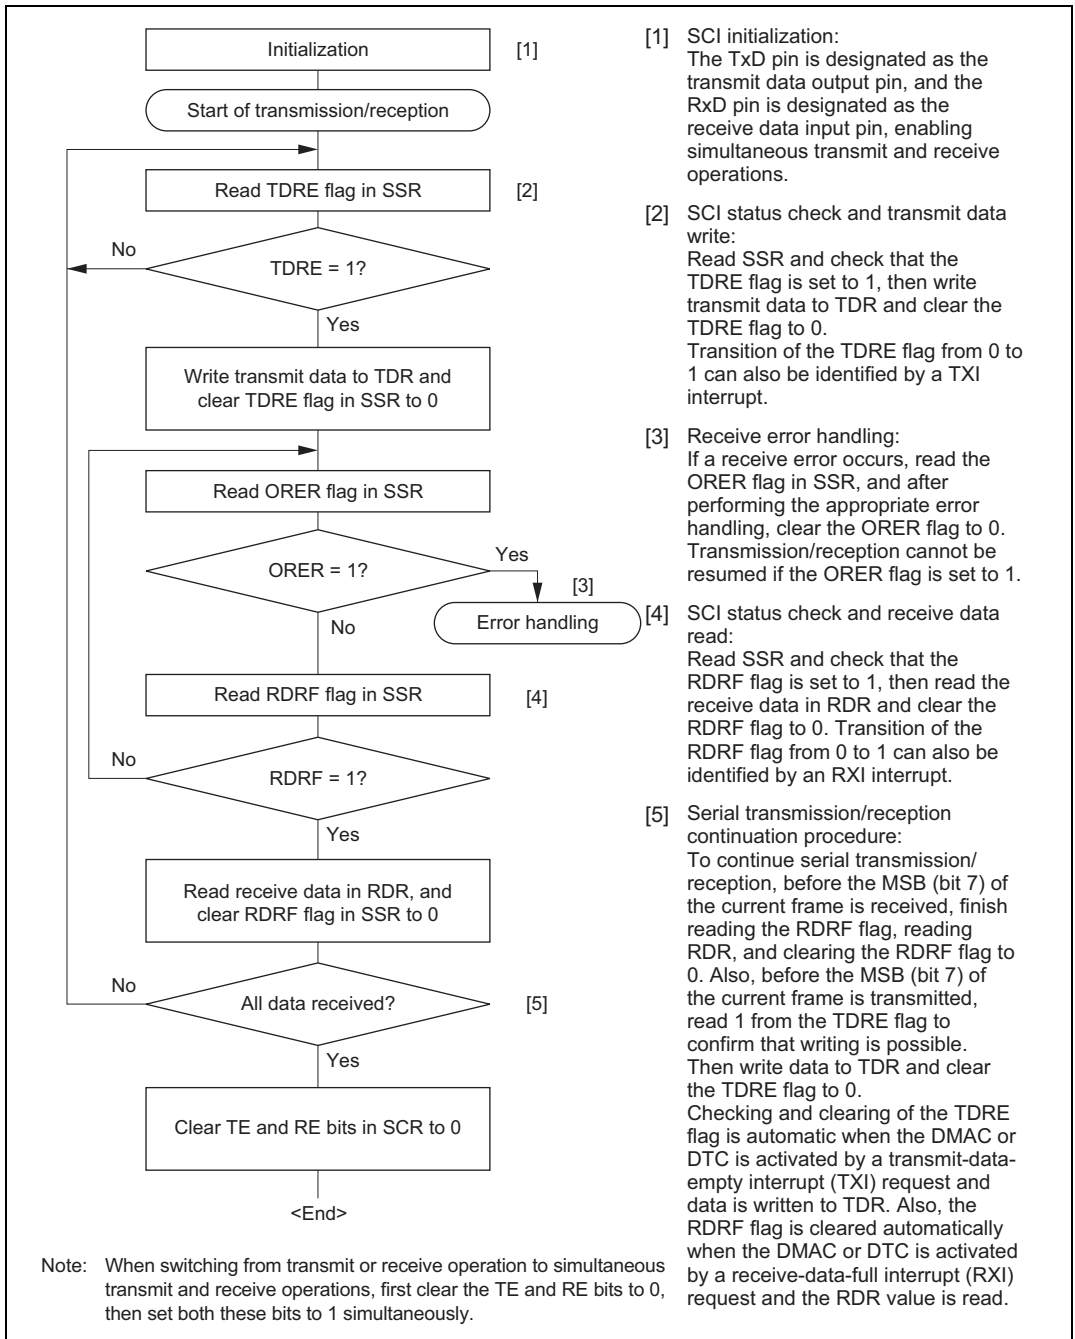 Initialization [1]
Start of transmission/reception
Read TDRE flag in SSR [2]
No
TDRE = 1?
Yes
Write transmit data to TDR and
clear TDRE flag in SSR to 0
Read ORER flag in SSR
ORER = 1?
Yes
[3]
Error handling
No
Read RDRF flag in SSR [4]
No
RDRF = 1?
Yes
Read receive data in RDR, and
clear RDRF flag in SSR to 0
No
All data received? [5]
Yes
Clear TE and RE bits in SCR to 0
<End>
[1] SCI initialization:
The TxD pin is designated as the
transmit data output pin, and the
RxD pin is designated as the
receive data input pin, enabling
simultaneous transmit and receive
operations.
[2] SCI status check and transmit data
write:
Read SSR and check that the
TDRE flag is set to 1, then write
transmit data to TDR and clear the
TDRE flag to 0.
Transition of the TDRE flag from 0 to
1 can also be identified by a TXI
interrupt.
[3] Receive error handling:
If a receive error occurs, read the
ORER flag in SSR, and after
performing the appropriate error
handling, clear the ORER flag to 0.
Transmission/reception cannot be
resumed if the ORER flag is set to 1.
[4] SCI status check and receive data
read:
Read SSR and check that the
RDRF flag is set to 1, then read the
receive data in RDR and clear the
RDRF flag to 0. Transition of the
RDRF flag from 0 to 1 can also be
identified by an RXI interrupt.
[5] Serial transmission/reception
continuation procedure:
To continue serial transmission/
reception, before the MSB (bit 7) of
the current frame is received, finish
reading the RDRF flag, reading
RDR, and clearing the RDRF flag to
0. Also, before the MSB (bit 7) of
the current frame is transmitted,
read 1 from the TDRE flag to
confirm that writing is possible.
Then write data to TDR and clear
the TDRE flag to 0.
Checking and clearing of the TDRE
flag is automatic when the DMAC or
DTC is activated by a transmit-data-
empty interrupt (TXI) request and
data is written to TDR. Also, the
RDRF flag is cleared automatically
when the DMAC or DTC is activated
by a receive-data-full interrupt (RXI)
request and the RDR value is read.
Note: When switching from transmit or receive operation to simultaneous
transmit and receive operations, first clear the TE and RE bits to 0,
then set both these bits to 1 simultaneously.